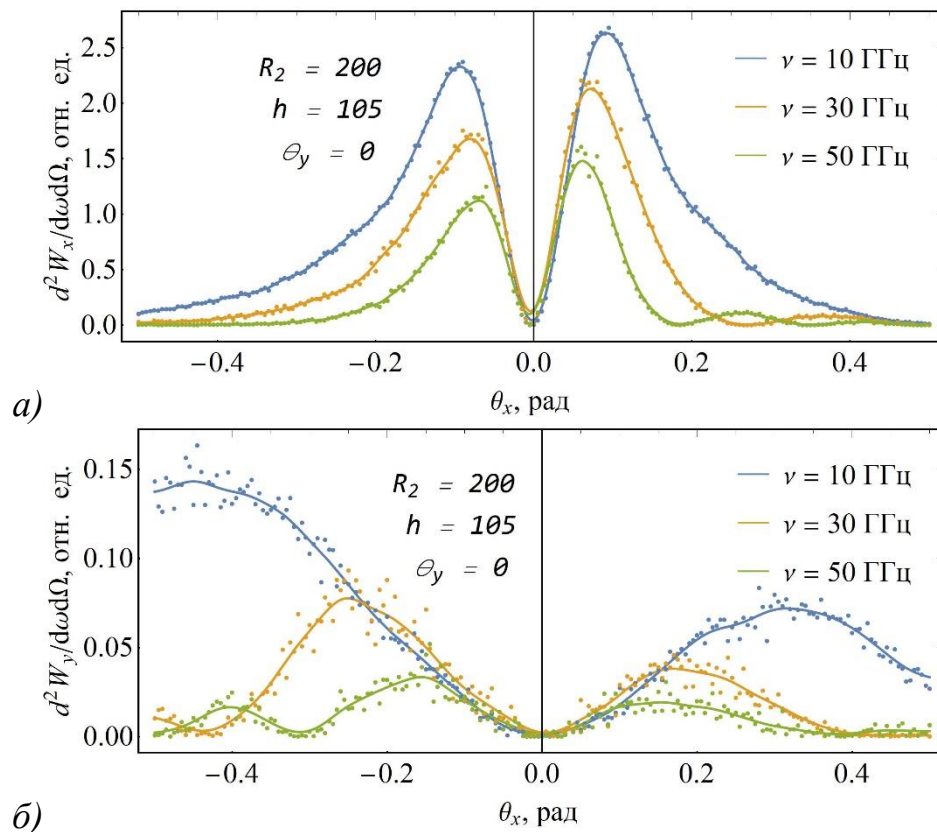 d²Wₓ/dωdΩ, отн. ед.
2.5
2.0
1.5
1.0
0.5
0.0
R₂ = 200
h = 105
θ_y = 0
ν = 10 ГГц
ν = 30 ГГц
ν = 50 ГГц
−0.4 −0.2 0.0 0.2 0.4
θₓ, рад
а)
d²W_y/dωdΩ, отн. ед.
0.15
0.10
0.05
0.00
R₂ = 200
h = 105
θ_y = 0
ν = 10 ГГц
ν = 30 ГГц
ν = 50 ГГц
−0.4 −0.2 0.0 0.2 0.4
θₓ, рад
б)